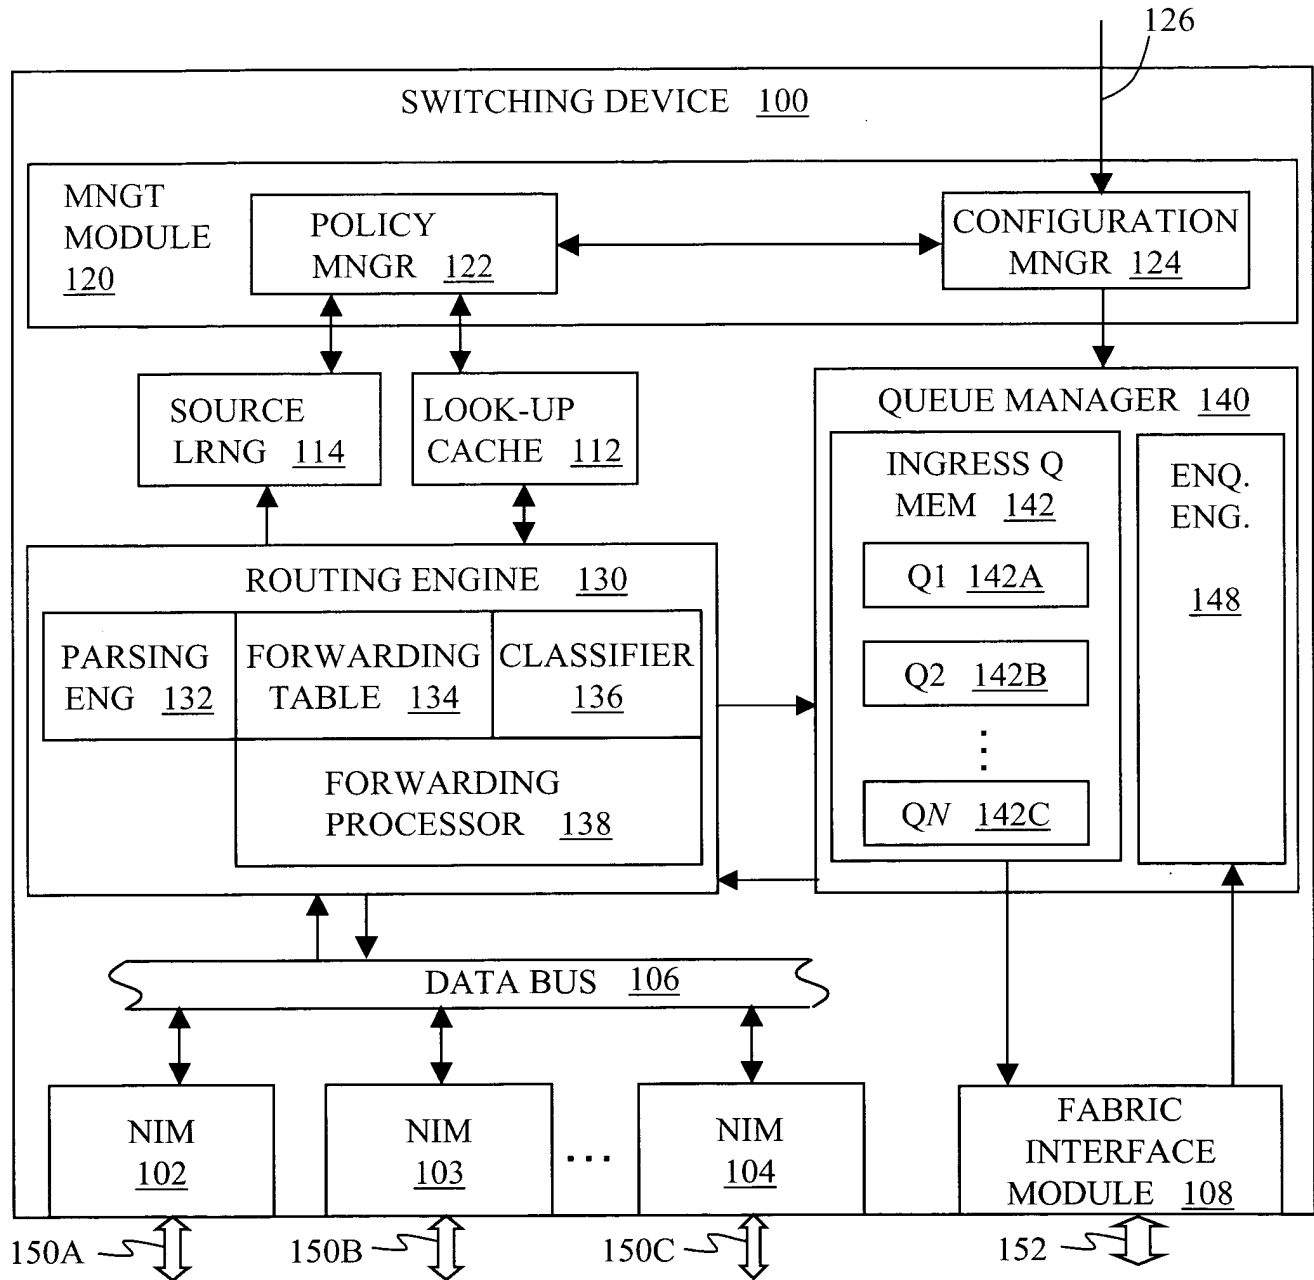 126
SWITCHING DEVICE 100
MNGT
MODULE
120
POLICY
MNGR 122
CONFIGURATION
MNGR 124
SOURCE
LRNG 114
LOOK-UP
CACHE 112
QUEUE MANAGER 140
INGRESS Q
MEM 142
Q1 142A
Q2 142B
⋮
QN 142C
ENQ.
ENG.
148
ROUTING ENGINE 130
PARSING
ENG 132
FORWARDING
TABLE 134
CLASSIFIER
136
FORWARDING
PROCESSOR 138
DATA BUS 106
NIM
102
NIM
103
...
NIM
104
FABRIC
INTERFACE
MODULE 108
150A
150B
150C
152